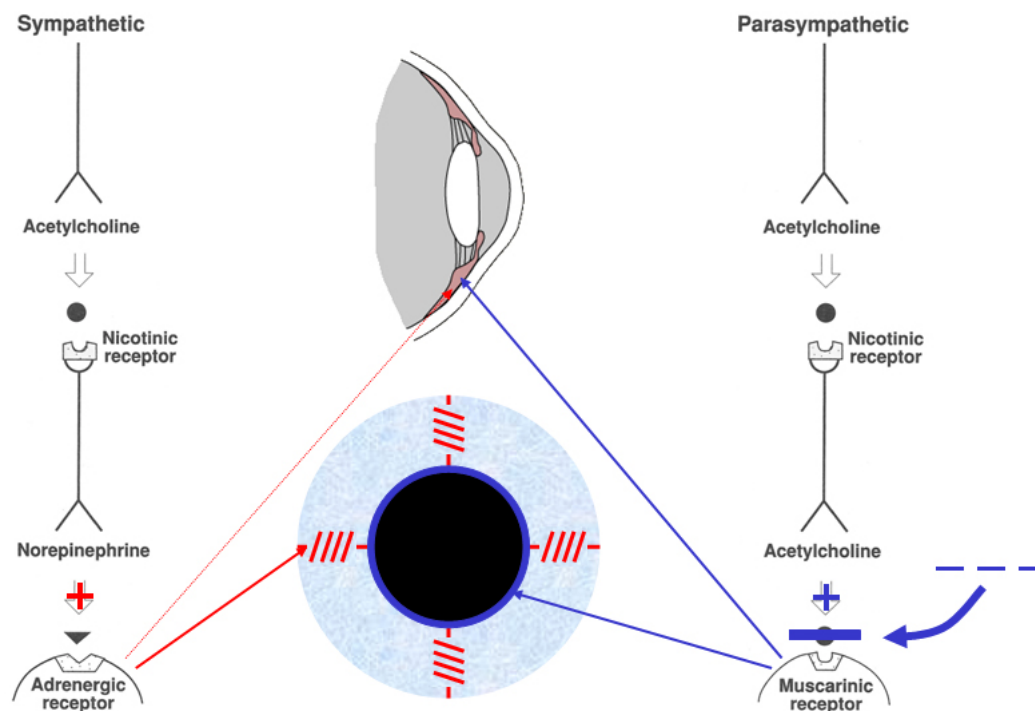 Sympathetic
Parasympathetic
Acetylcholine
Acetylcholine
Nicotinic
receptor
Nicotinic
receptor
Norepinephrine
Acetylcholine
Adrenergic
receptor
Muscarinic
receptor